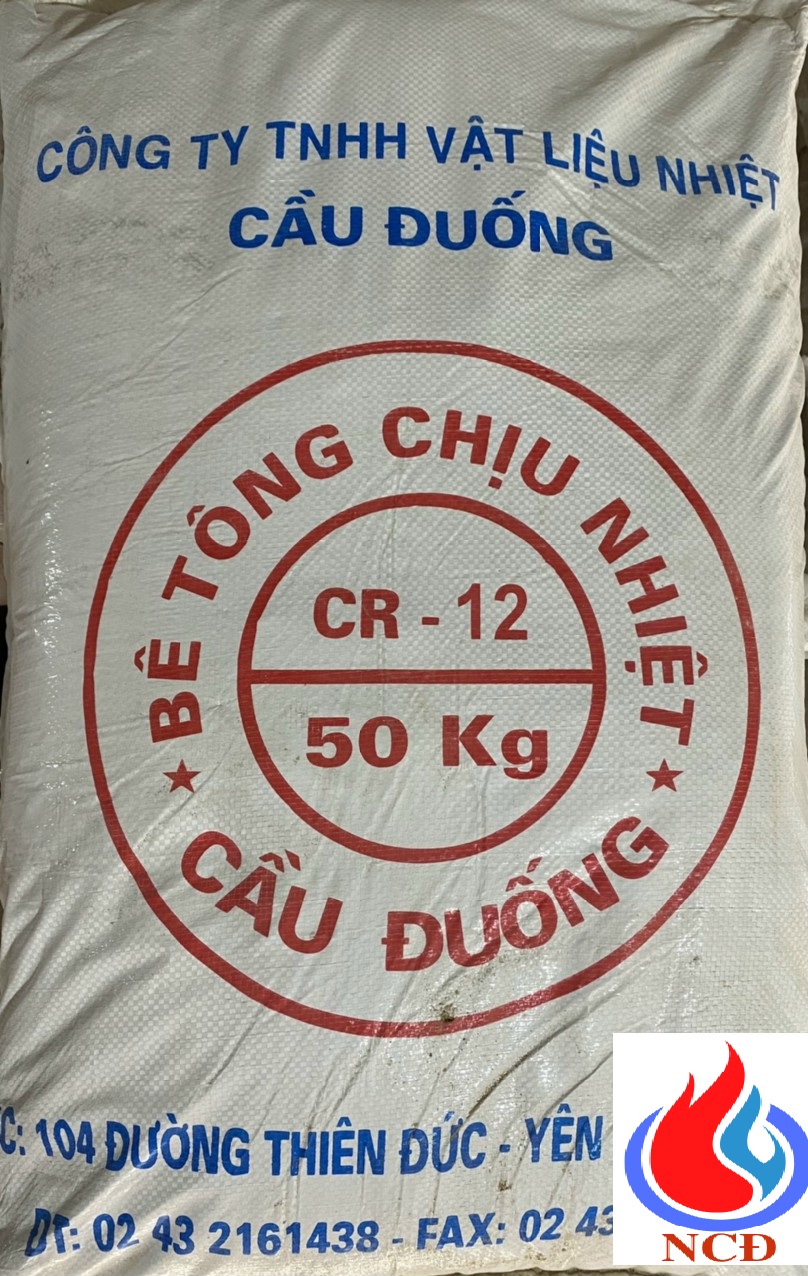 CÔNG TY TNHH VẬT LIỆU NHIỆT
CẦU ĐUỐNG
BÊ TÔNG CHỊU NHIỆT
CR - 12
50 Kg
★ CẦU ĐUỐNG ★
C: 104 ĐƯỜNG THIÊN ĐỨC - YÊN
ĐT: 02 43 2161438 - FAX: 02 43
NCĐ